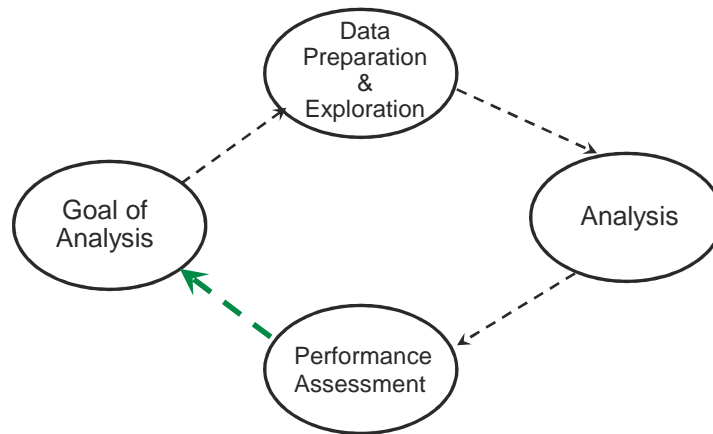 Data
Preparation
&
Exploration
Goal of
Analysis
Analysis
Performance
Assessment